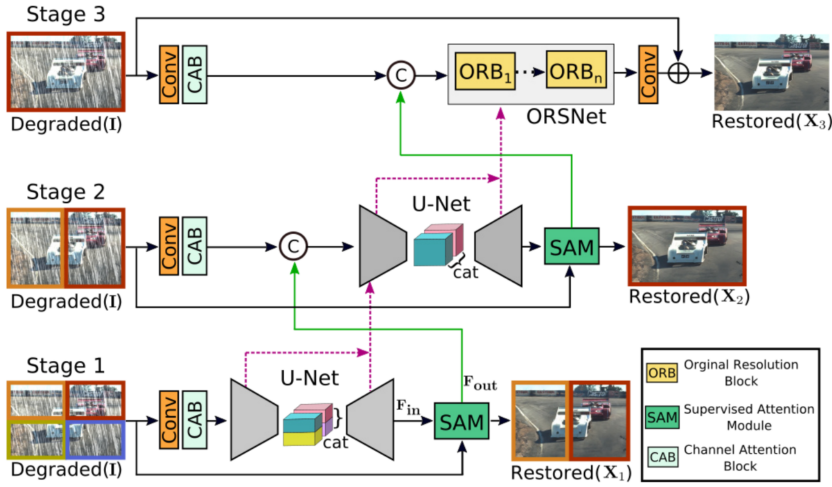 Stage 3
Degraded(I)
Conv
CAB
C
ORB1
ORBn
ORSNet
Conv
Restored(X3)
Stage 2
Degraded(I)
Conv
CAB
C
U-Net
cat
SAM
Restored(X2)
Stage 1
Degraded(I)
Conv
CAB
U-Net
cat
Fin
Fout
SAM
Restored(X1)
ORB Orginal Resolution
Block
SAM Supervised Attention
Module
CAB Channel Attention
Block